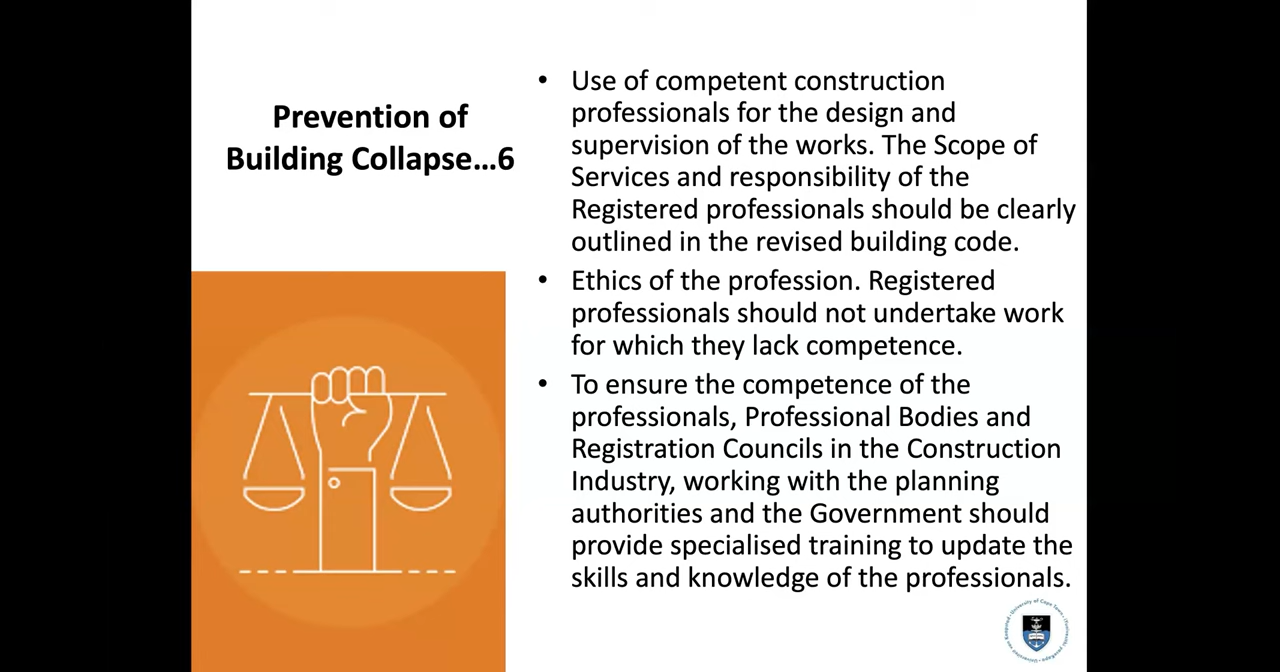 Prevention of
Building Collapse...6
• Use of competent construction
professionals for the design and
supervision of the works. The Scope of
Services and responsibility of the
Registered professionals should be clearly
outlined in the revised building code.
• Ethics of the profession. Registered
professionals should not undertake work
for which they lack competence.
• To ensure the competence of the
professionals, Professional Bodies and
Registration Councils in the Construction
Industry, working with the planning
authorities and the Government should
provide specialised training to update the
skills and knowledge of the professionals.
University of Cape Town